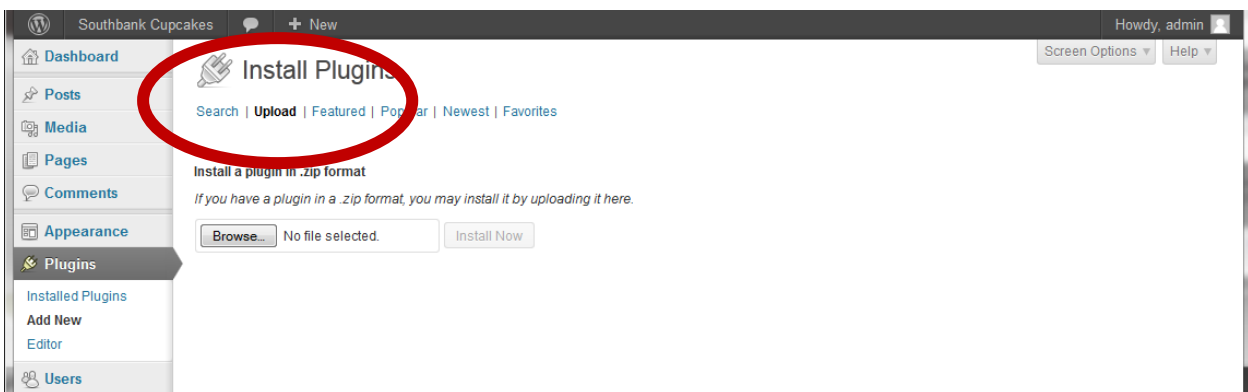 Southbank Cupcakes + New Howdy, admin
Screen Options Help
Dashboard
Posts
Media
Pages
Comments
Appearance
Plugins
Installed Plugins
Add New
Editor
Users
Install Plugins
Search | Upload | Featured | Popular | Newest | Favorites
Install a plugin in .zip format
If you have a plugin in a .zip format, you may install it by uploading it here.
Browse... No file selected. Install Now